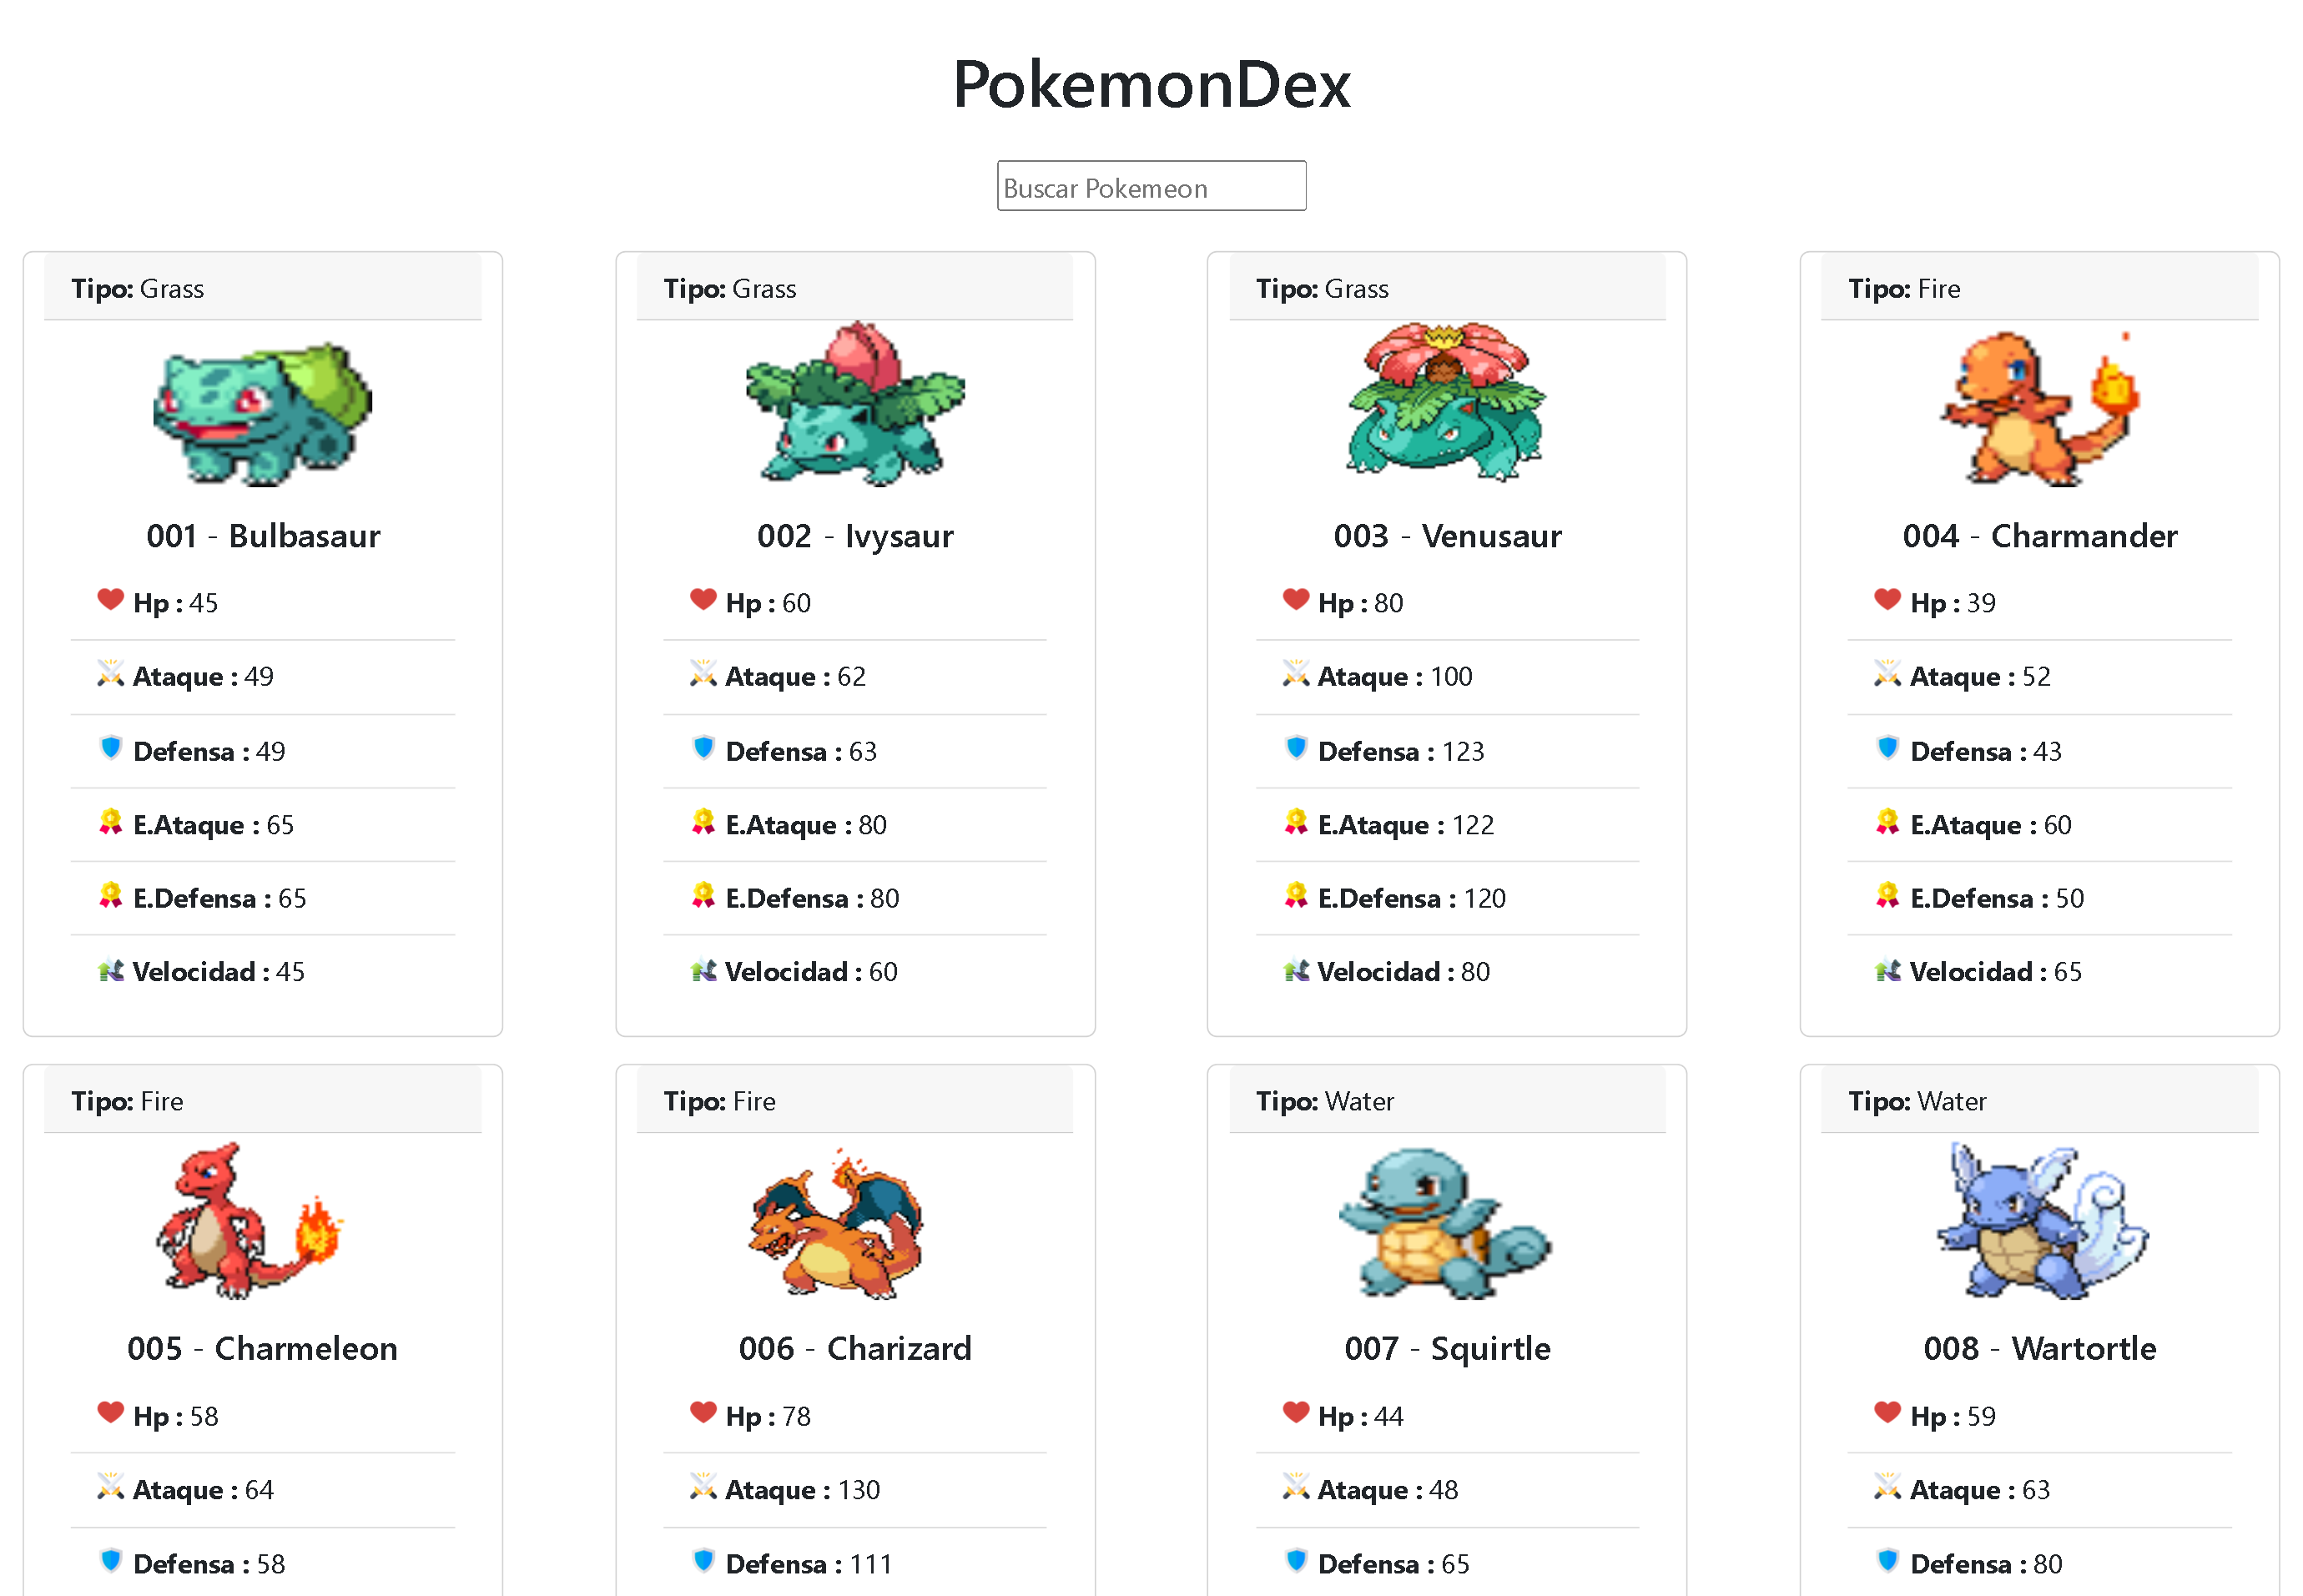 PokemonDex
Buscar Pokemeon
Tipo: Grass
001 - Bulbasaur
Hp : 45
Ataque : 49
Defensa : 49
E.Ataque : 65
E.Defensa : 65
Velocidad : 45
Tipo: Grass
002 - Ivysaur
Hp : 60
Ataque : 62
Defensa : 63
E.Ataque : 80
E.Defensa : 80
Velocidad : 60
Tipo: Grass
003 - Venusaur
Hp : 80
Ataque : 100
Defensa : 123
E.Ataque : 122
E.Defensa : 120
Velocidad : 80
Tipo: Fire
004 - Charmander
Hp : 39
Ataque : 52
Defensa : 43
E.Ataque : 60
E.Defensa : 50
Velocidad : 65
Tipo: Fire
005 - Charmeleon
Hp : 58
Ataque : 64
Defensa : 58
Tipo: Fire
006 - Charizard
Hp : 78
Ataque : 130
Defensa : 111
Tipo: Water
007 - Squirtle
Hp : 44
Ataque : 48
Defensa : 65
Tipo: Water
008 - Wartortle
Hp : 59
Ataque : 63
Defensa : 80